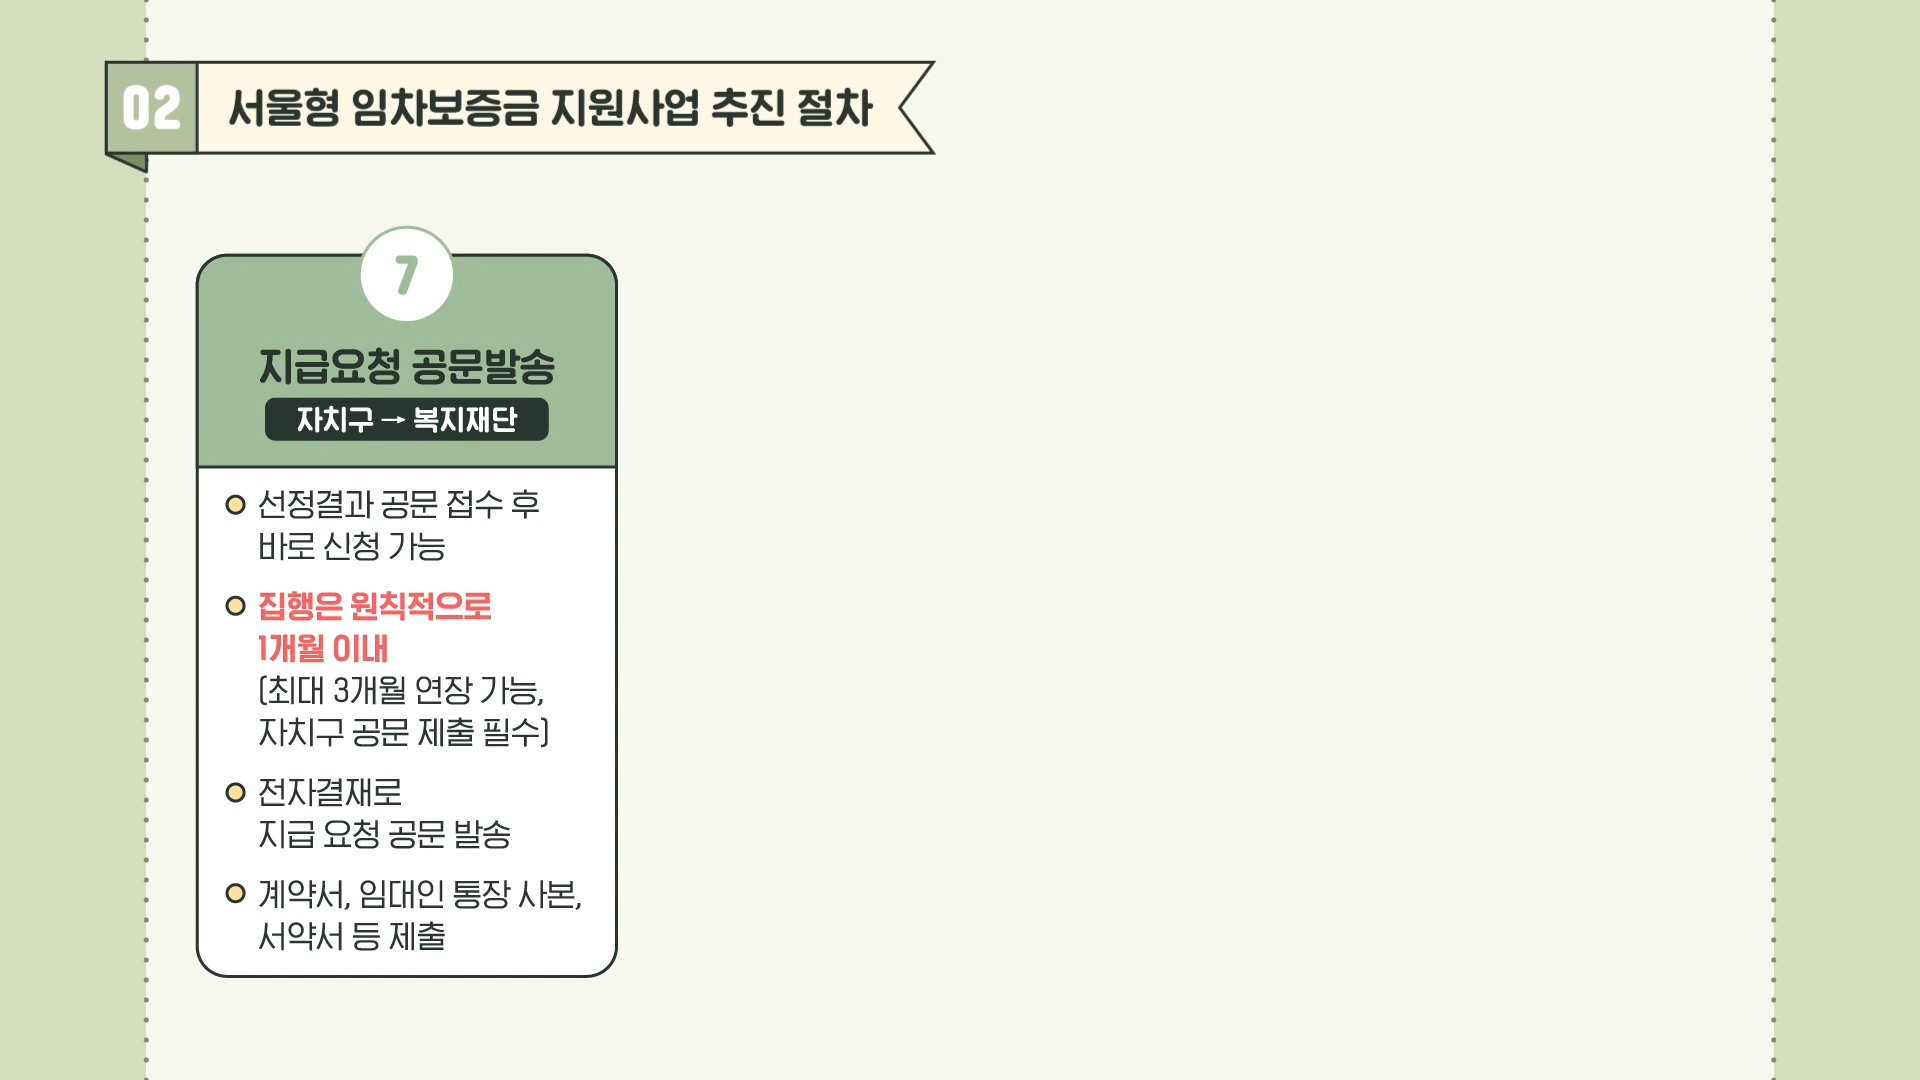 02 서울형 임차보증금 지원사업 추진 절차
7
지급요청 공문발송
자치구 → 복지재단
선정결과 공문 접수 후
바로 신청 가능
집행은 원칙적으로
1개월 이내
(최대 3개월 연장 가능,
자치구 공문 제출 필수)
전자결재로
지급 요청 공문 발송
계약서, 임대인 통장 사본,
서약서 등 제출